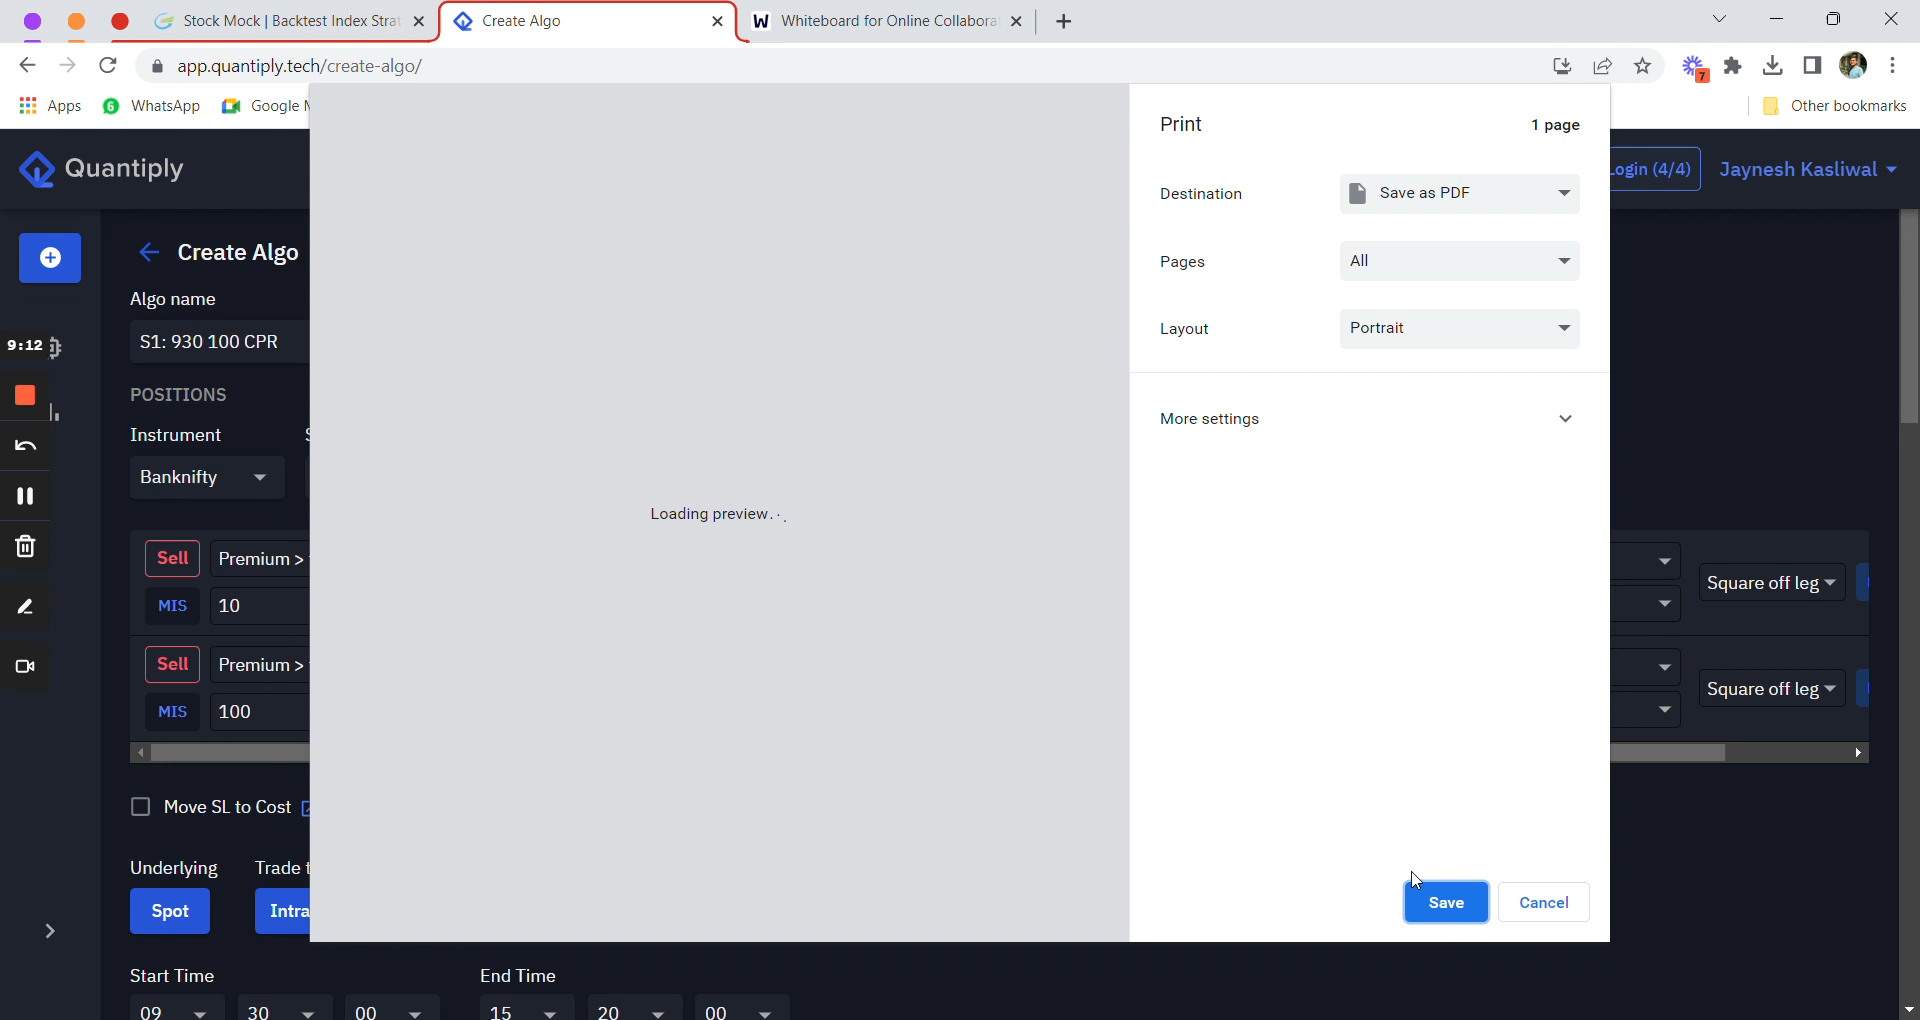 Stock Mock | Backtest Index Strat
Create Algo
Whiteboard for Online Collabora
app.quantiply.tech/create-algo/
7
Apps
6
WhatsApp
Google M
Other bookmarks
Quantiply
Login (4/4)
Jaynesh Kasliwal
Create Algo
Algo name
S1: 930 100 CPR
9:12
POSITIONS
Instrument
S
Banknifty
Sell
Premium >
MIS
10
Square off leg
Sell
Premium >
MIS
100
Square off leg
Move SL to Cost
Underlying
Trade t
Spot
Intra
Start Time
End Time
09
30
00
15
20
00
Loading preview...
Print
1 page
Destination
Save as PDF
Pages
All
Layout
Portrait
More settings
Save
Cancel